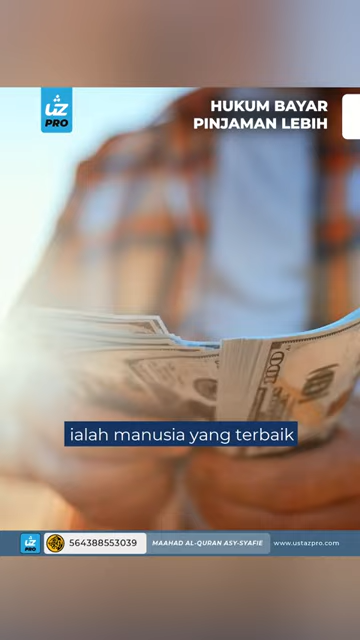 UZ
PRO
HUKUM BAYAR
PINJAMAN LEBIH
100
ialah manusia yang terbaik
UZ
PRO
564388553039
MAAHAD AL-QURAN ASY-SYAFIE
www.ustazpro.com